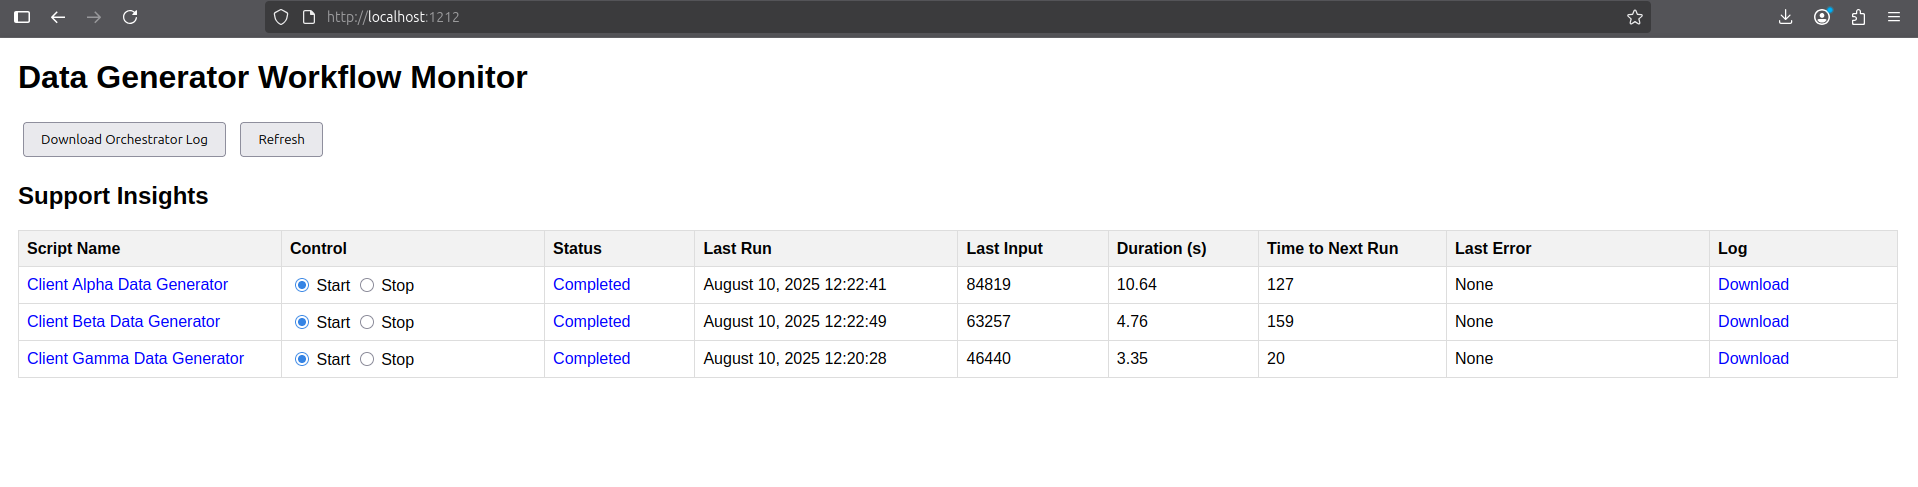 http://localhost:1212
Data Generator Workflow Monitor
Download Orchestrator Log Refresh
Support Insights
Script Name Control Status Last Run Last Input Duration (s) Time to Next Run Last Error Log
Client Alpha Data Generator Start Stop Completed August 10, 2025 12:22:41 84819 10.64 127 None Download
Client Beta Data Generator Start Stop Completed August 10, 2025 12:22:49 63257 4.76 159 None Download
Client Gamma Data Generator Start Stop Completed August 10, 2025 12:20:28 46440 3.35 20 None Download